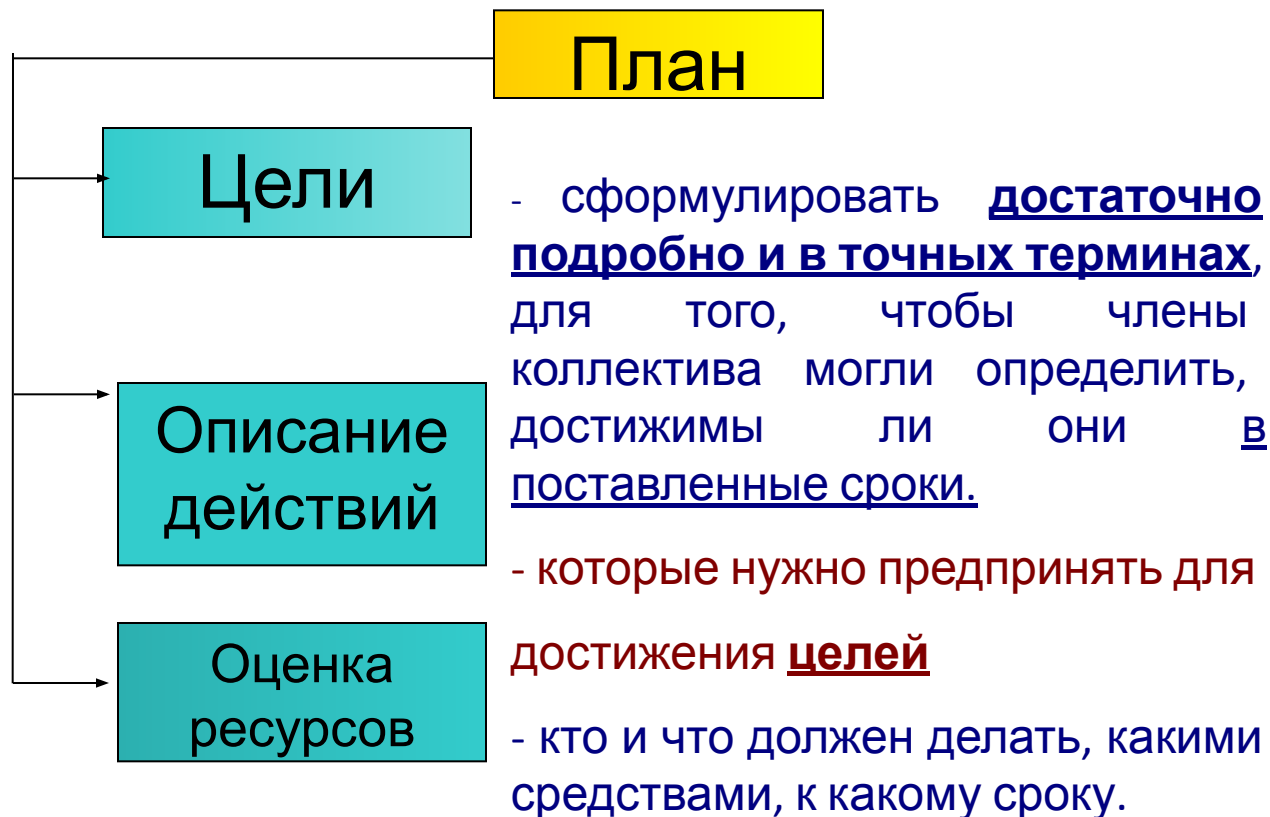 План
Цели
- сформулировать достаточно
подробно и в точных терминах,
для того, чтобы члены
коллектива могли определить,
достижимы ли они в
поставленные сроки.
Описание
действий
- которые нужно предпринять для
достижения целей
Оценка
ресурсов
- кто и что должен делать, какими
средствами, к какому сроку.